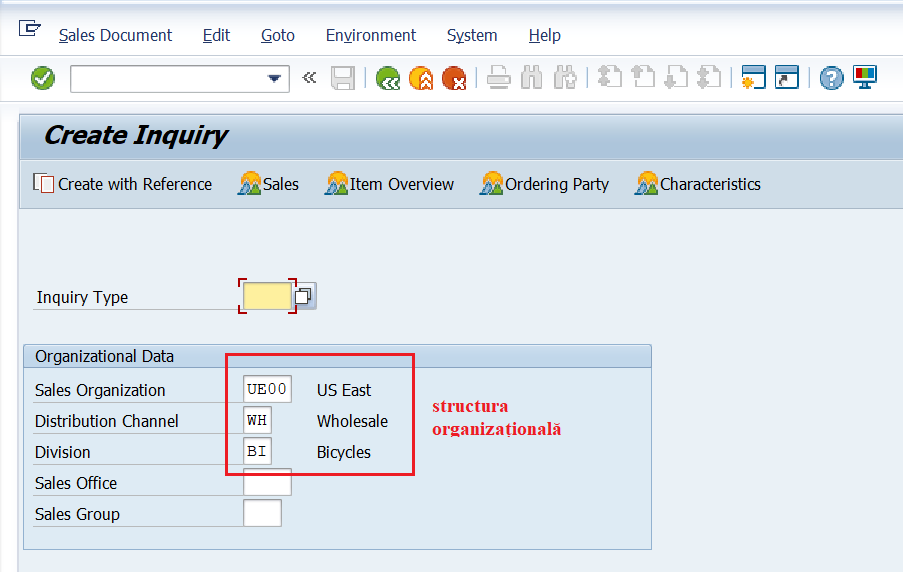 Sales Document Edit Goto Environment System Help
Create Inquiry
Create with Reference Sales Item Overview Ordering Party Characteristics
Inquiry Type
Organizational Data
Sales Organization UE00 US East
Distribution Channel WH Wholesale
Division BI Bicycles
structura
organizațională
Sales Office
Sales Group